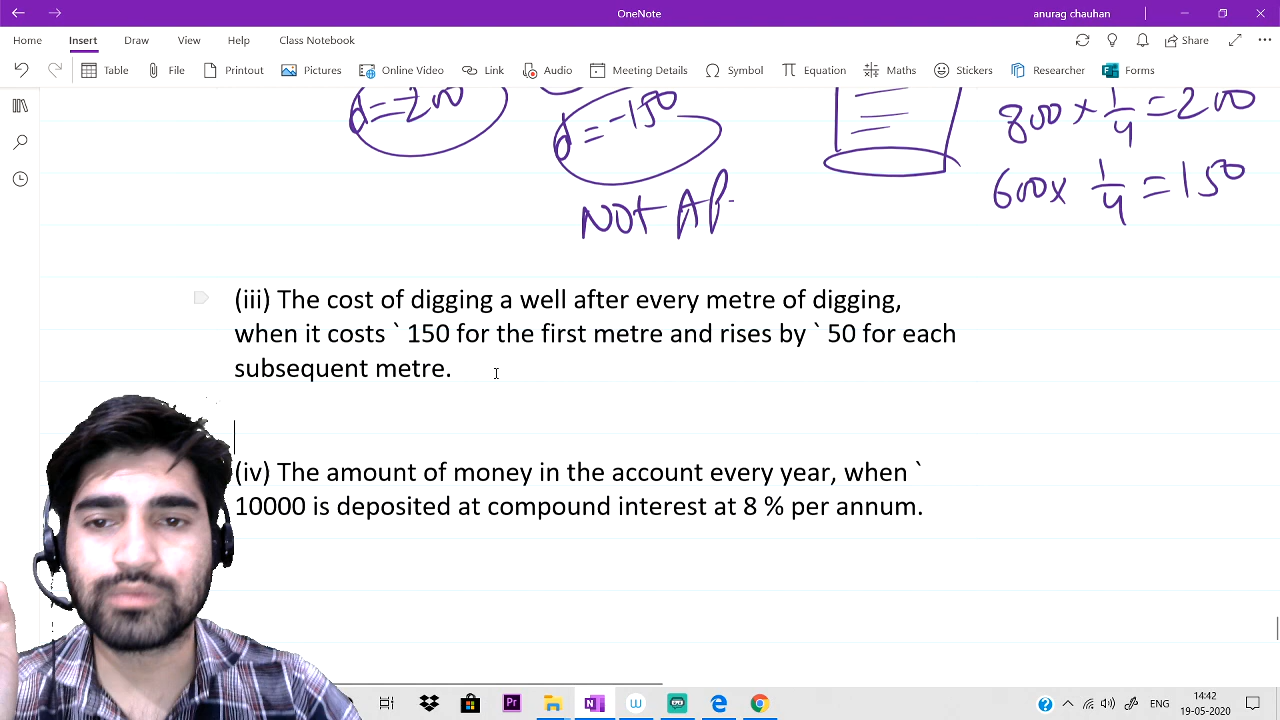 OneNote
anurag chauhan
Home Insert Draw View Help Class Notebook
Share
Table File Printout Pictures Online Video Link Audio Meeting Details Symbol Equation Maths Stickers Researcher Forms
d=-200
d=-150
800 × 1/4 = 200
600 × 1/4 = 150
NOT AP
(iii) The cost of digging a well after every metre of digging,
when it costs ` 150 for the first metre and rises by ` 50 for each
subsequent metre.
(iv) The amount of money in the account every year, when `
10000 is deposited at compound interest at 8 % per annum.
ENG
14:42
19-05-2020